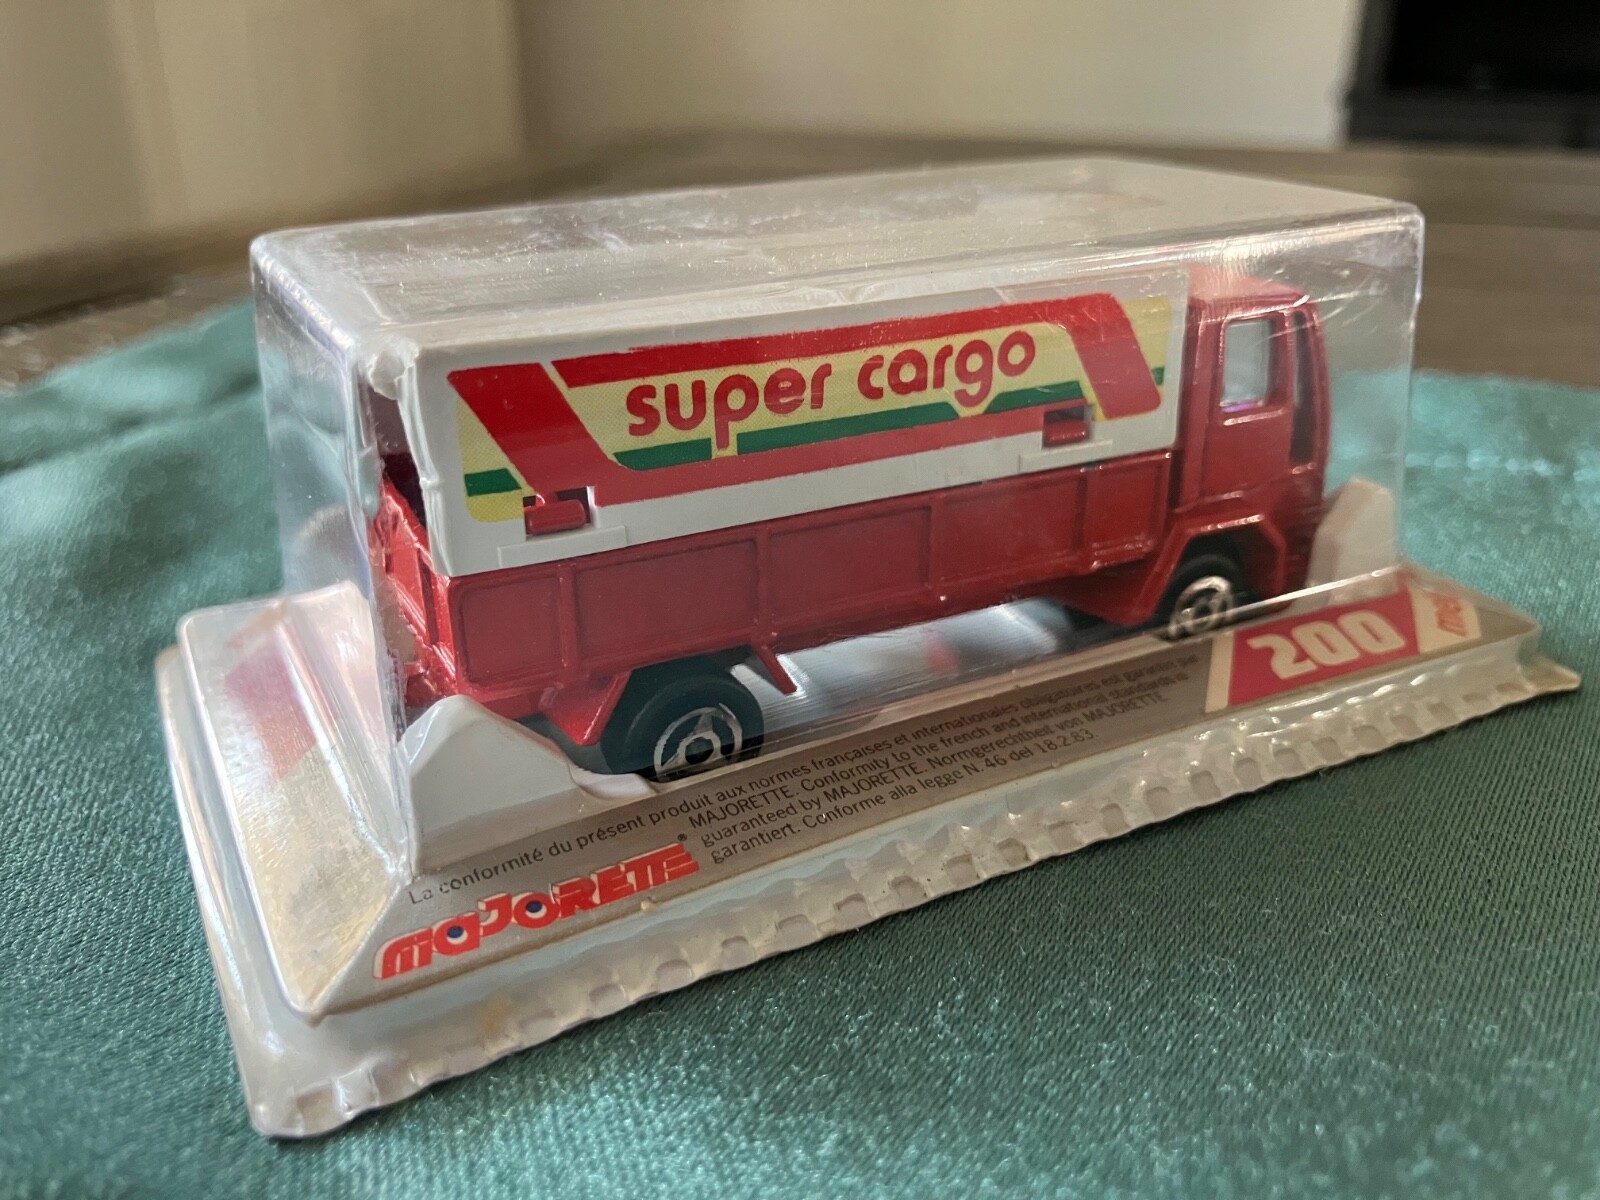 super cargo
200
La conformité du présent produit aux normes françaises et internationales obligatoires est garantie par
MAJORETTE. Conformity to the french and international standards is
guaranteed by MAJORETTE. Normgerechtheit von MAJORETTE
garantiert. Conforme alla legge N. 46 del 18.2.83.
MAJORETTE®